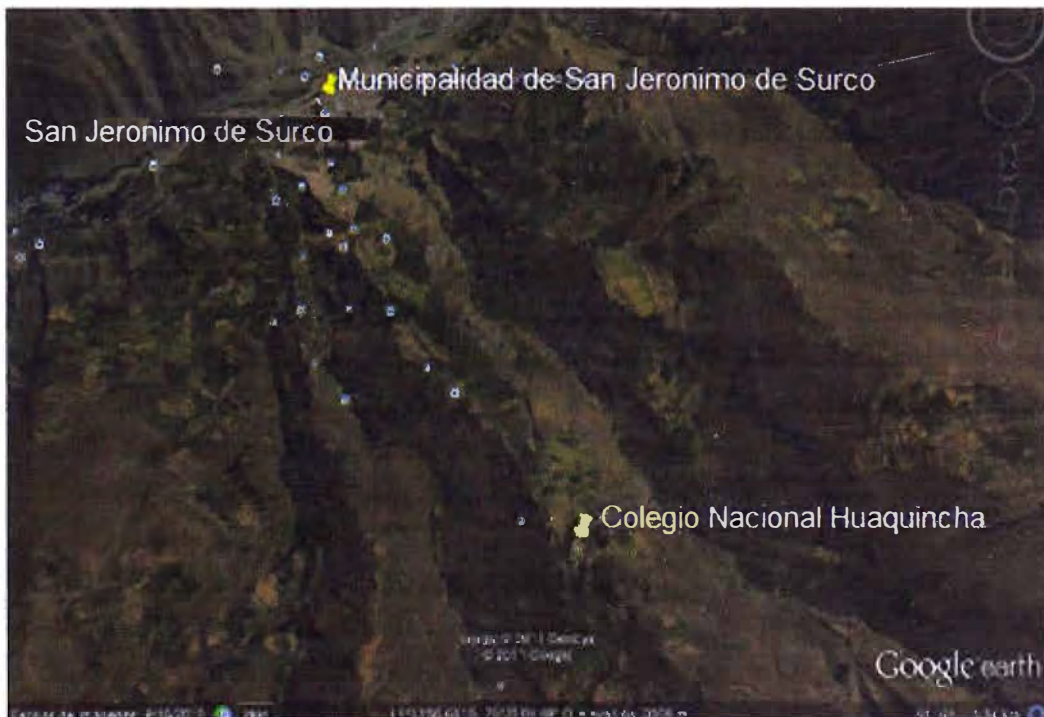 Municipalidad de San Jeronimo de Surco
San Jeronimo de Surco
Colegio Nacional Huaquincha
Google earth